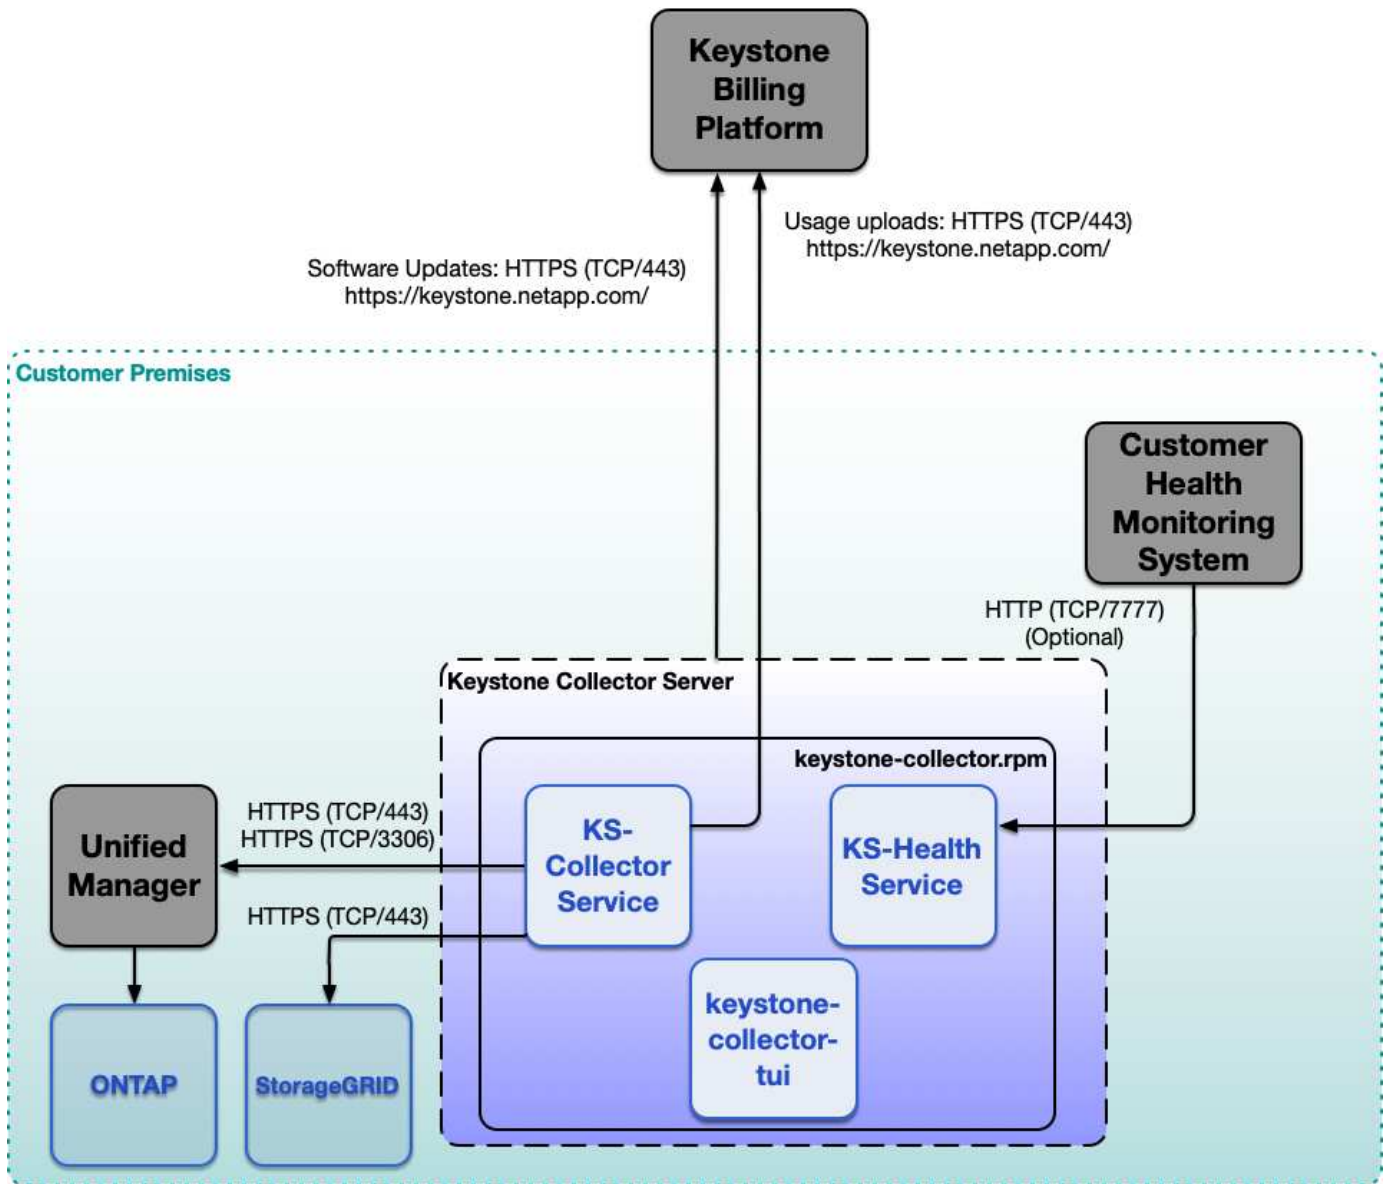 Keystone
Billing
Platform
Usage uploads: HTTPS (TCP/443)
https://keystone.netapp.com/
Software Updates: HTTPS (TCP/443)
https://keystone.netapp.com/
Customer Premises
Customer
Health
Monitoring
System
HTTP (TCP/7777)
(Optional)
Keystone Collector Server
keystone-collector.rpm
Unified
Manager
HTTPS (TCP/443)
HTTPS (TCP/3306)
KS-
Collector
Service
KS-Health
Service
HTTPS (TCP/443)
keystone-
collector-
tui
ONTAP
StorageGRID